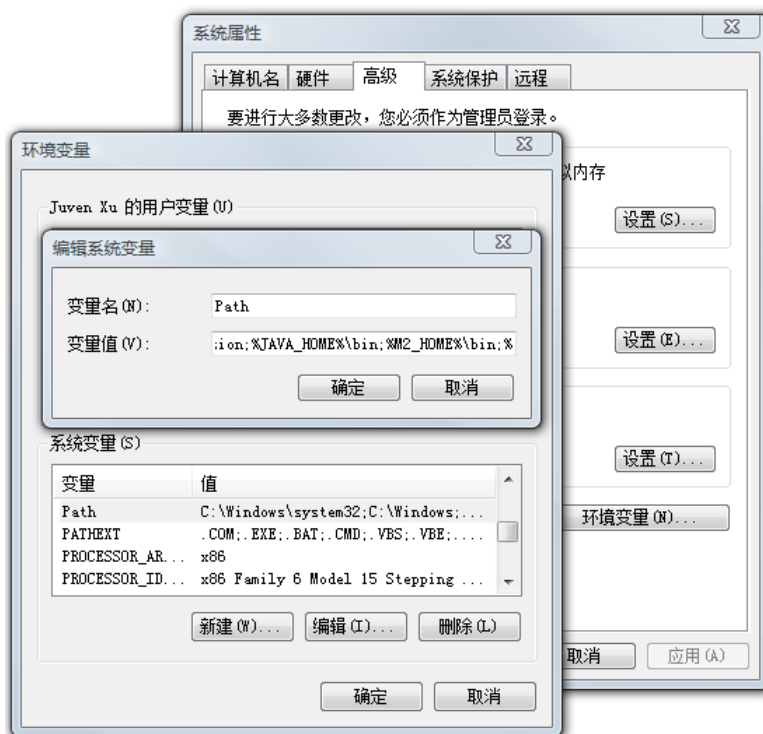 系统属性
计算机名 硬件 高级 系统保护 远程
要进行大多数更改，您必须作为管理员登录。
环境变量
拟内存
Juven Xu 的用户变量(U)
设置(S)...
编辑系统变量
变量名(N): Path
变量值(V): ;%JAVA_HOME%\bin;%M2_HOME%\bin;%
设置(E)...
确定 取消
系统变量(S)
设置(T)...
变量 值
Path C:\Windows\system32;C:\Windows;...
环境变量(N)...
PATHEXT .COM;.EXE;.BAT;.CMD;.VBS;.VBE;....
PROCESSOR_AR... x86
PROCESSOR_ID... x86 Family 6 Model 15 Stepping ...
新建(W)... 编辑(I)... 删除(L)
取消 应用(A)
确定 取消